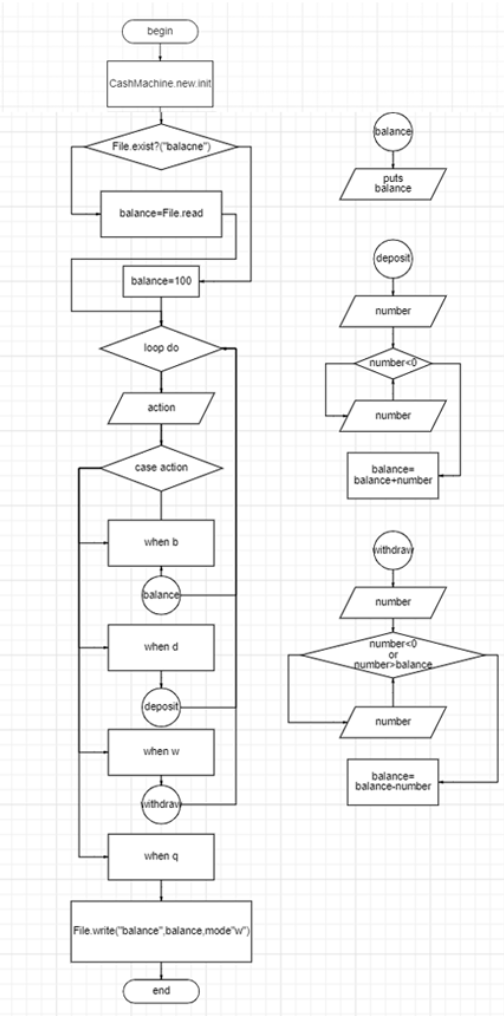 begin
CashMachine.new.init
File.exist?("balacne")
balance=File.read
balance=100
loop do
action
case action
when b
balance
when d
deposit
when w
withdraw
when q
File.write("balance",balance,mode"w")
end
balance
puts
balance
deposit
number
number<0
number
balance=
balance+number
withdraw
number
number<0
or
number>balance
number
balance=
balance-number